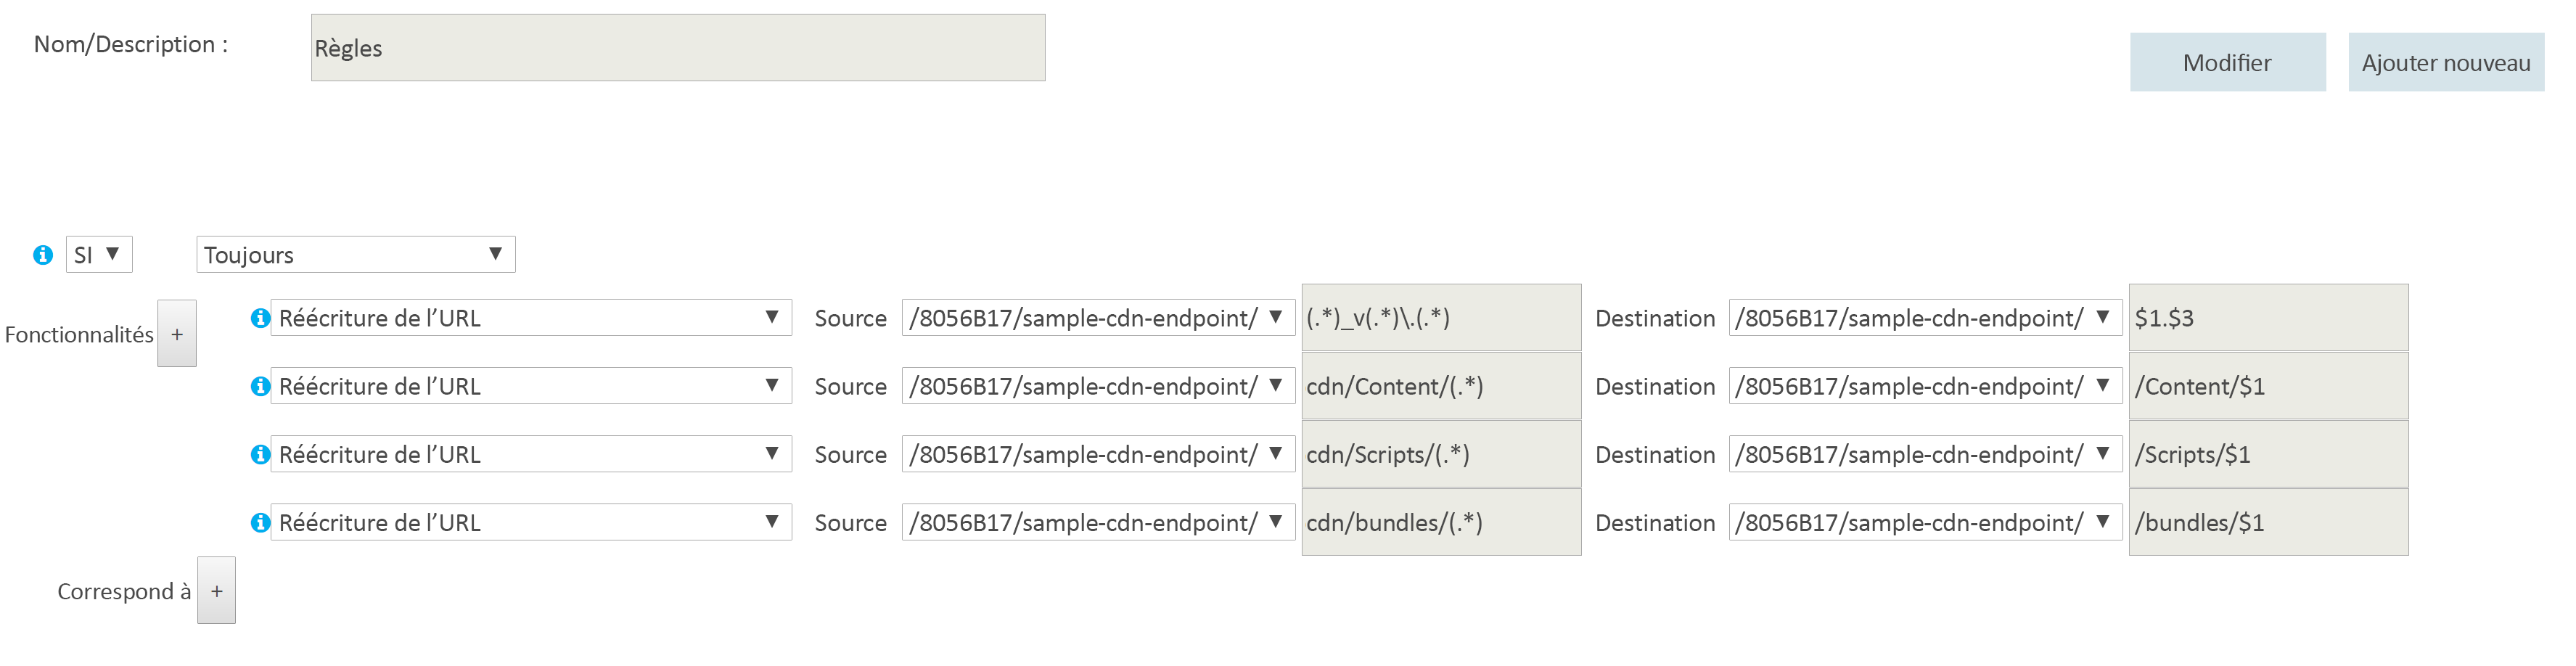 Nom/Description :
Règles
Modifier
Ajouter nouveau
SI
Toujours
Fonctionnalités +
Réécriture de l’URL Source /8056B17/sample-cdn-endpoint/ (.*)_v(.*)\.(.*) Destination /8056B17/sample-cdn-endpoint/ $1.$3
Réécriture de l’URL Source /8056B17/sample-cdn-endpoint/ cdn/Content/(.*) Destination /8056B17/sample-cdn-endpoint/ /Content/$1
Réécriture de l’URL Source /8056B17/sample-cdn-endpoint/ cdn/Scripts/(.*) Destination /8056B17/sample-cdn-endpoint/ /Scripts/$1
Réécriture de l’URL Source /8056B17/sample-cdn-endpoint/ cdn/bundles/(.*) Destination /8056B17/sample-cdn-endpoint/ /bundles/$1
Correspond à +